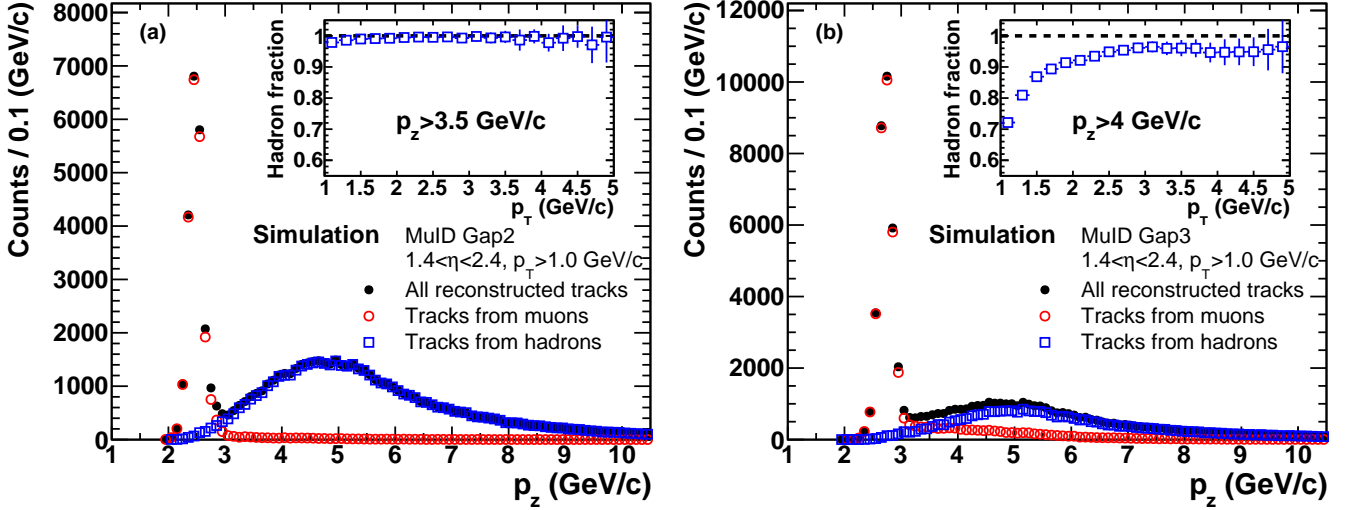 (a)
Counts / 0.1 (GeV/c)
8000
7000
6000
5000
4000
3000
2000
1000
0
1 2 3 4 5 6 7 8 9 10
p_z (GeV/c)
Hadron fraction
1
0.9
0.8
0.7
0.6
p_z>3.5 GeV/c
1 1.5 2 2.5 3 3.5 4 4.5 5
p_T (GeV/c)
Simulation MuID Gap2
1.4<η<2.4, p_T>1.0 GeV/c
All reconstructed tracks
Tracks from muons
Tracks from hadrons
(b)
Counts / 0.1 (GeV/c)
12000
10000
8000
6000
4000
2000
0
1 2 3 4 5 6 7 8 9 10
p_z (GeV/c)
Hadron fraction
1
0.9
0.8
0.7
0.6
p_z>4 GeV/c
1 1.5 2 2.5 3 3.5 4 4.5 5
p_T (GeV/c)
Simulation MuID Gap3
1.4<η<2.4, p_T>1.0 GeV/c
All reconstructed tracks
Tracks from muons
Tracks from hadrons